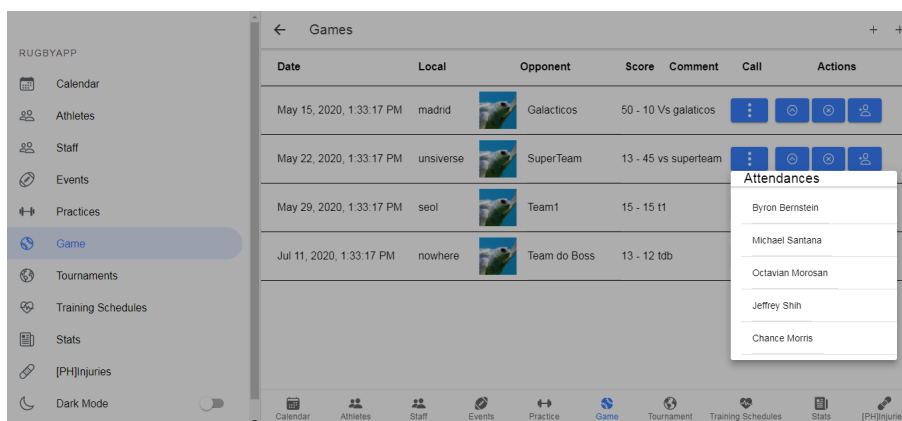 Games
RUGBYAPP
Date Local Opponent Score Comment Call Actions
Calendar
Athletes
Staff
Events
Practices
Game
Tournaments
Training Schedules
Stats
[PH]Injuries
Dark Mode
May 15, 2020, 1:33:17 PM madrid Galacticos 50 - 10 Vs galaticos
May 22, 2020, 1:33:17 PM unsiverse SuperTeam 13 - 45 vs superteam
May 29, 2020, 1:33:17 PM seol Team1 15 - 15 t1
Jul 11, 2020, 1:33:17 PM nowhere Team do Boss 13 - 12 tdb
Attendances
Byron Bernstein
Michael Santana
Octavian Morosan
Jeffrey Shih
Chance Morris
Calendar Athletes Staff Events Practice Game Tournament Training Schedules Stats [PH]Injurie